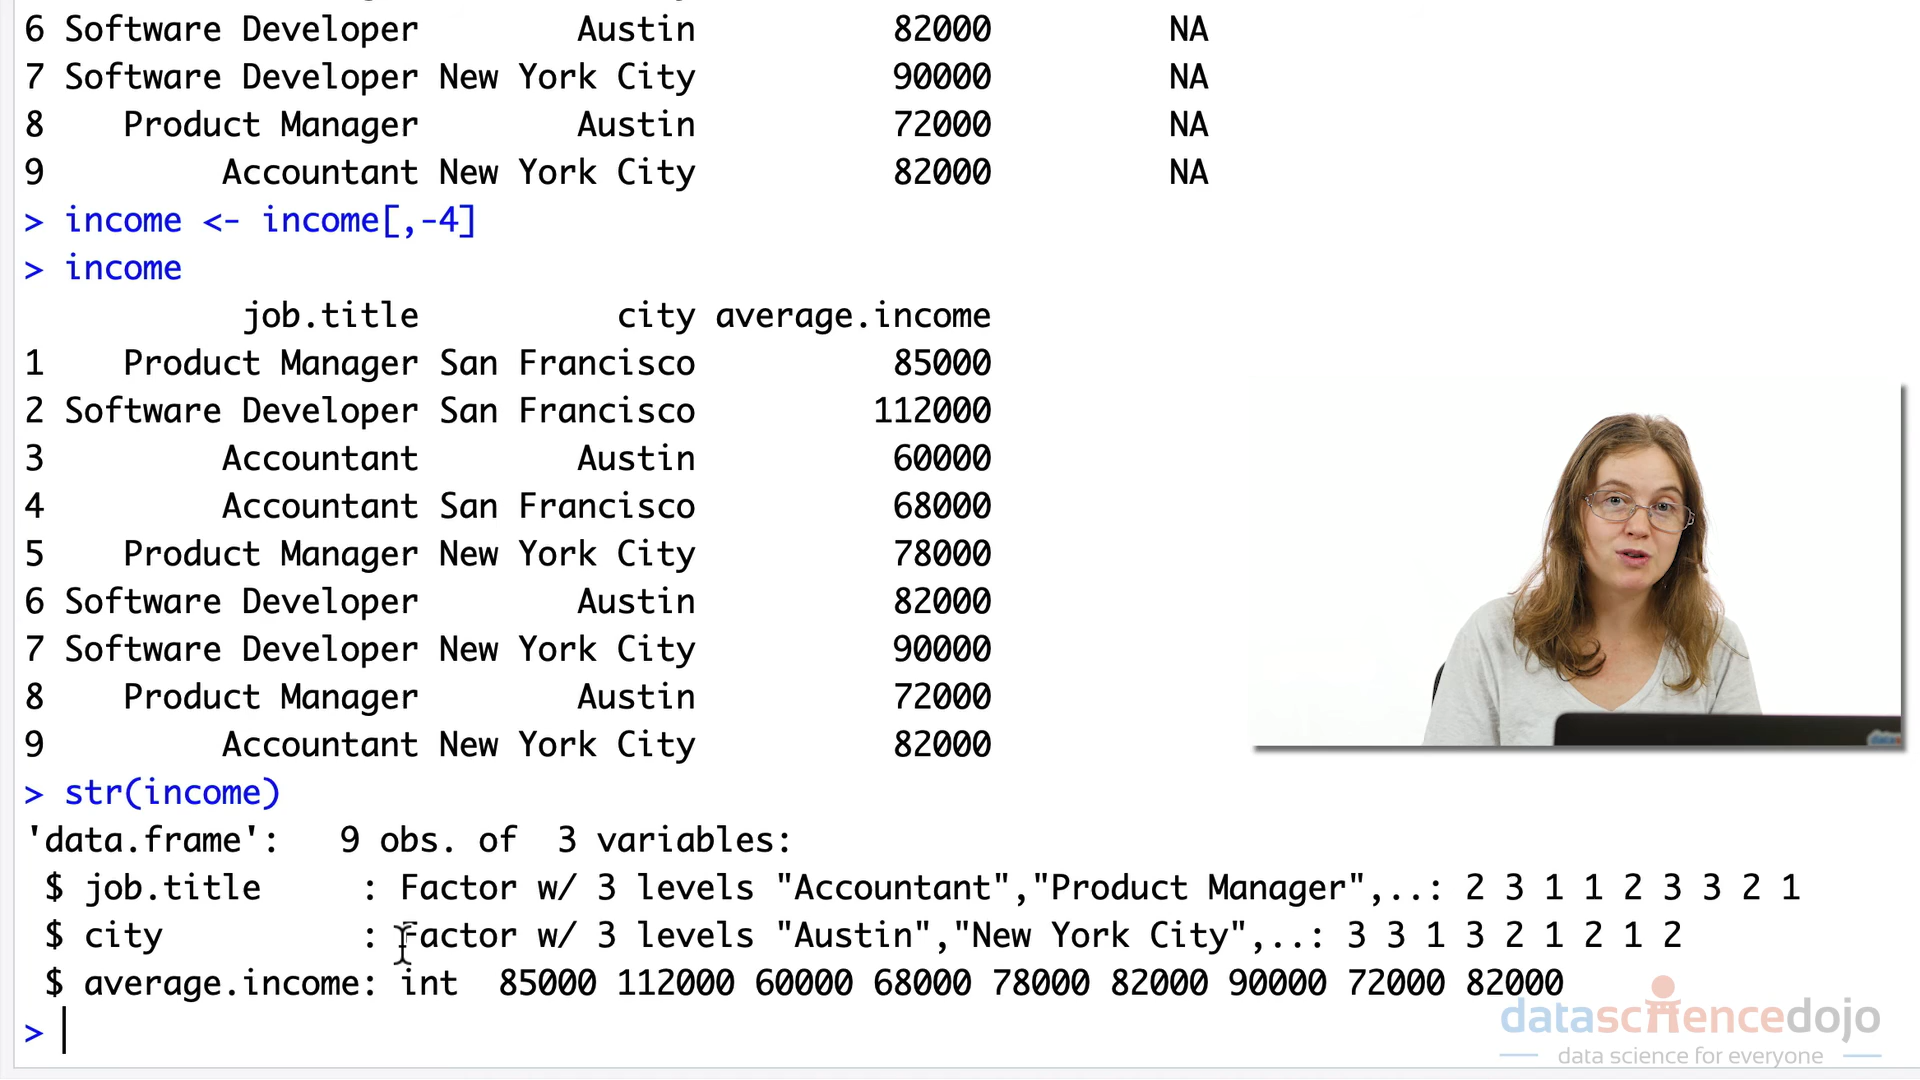 6 Software Developer        Austin          82000         NA
7 Software Developer New York City          90000         NA
8    Product Manager        Austin          72000         NA
9         Accountant New York City          82000         NA
> income <- income[,-4]
> income
           job.title          city average.income
1    Product Manager San Francisco          85000
2 Software Developer San Francisco         112000
3         Accountant        Austin          60000
4         Accountant San Francisco          68000
5    Product Manager New York City          78000
6 Software Developer        Austin          82000
7 Software Developer New York City          90000
8    Product Manager        Austin          72000
9         Accountant New York City          82000
> str(income)
'data.frame':   9 obs. of  3 variables:
 $ job.title     : Factor w/ 3 levels "Accountant","Product Manager",..: 2 3 1 1 2 3 3 2 1
 $ city          : Factor w/ 3 levels "Austin","New York City",..: 3 3 1 3 2 1 2 1 2
 $ average.income: int  85000 112000 60000 68000 78000 82000 90000 72000 82000
>
datasciencedojo
data science for everyone